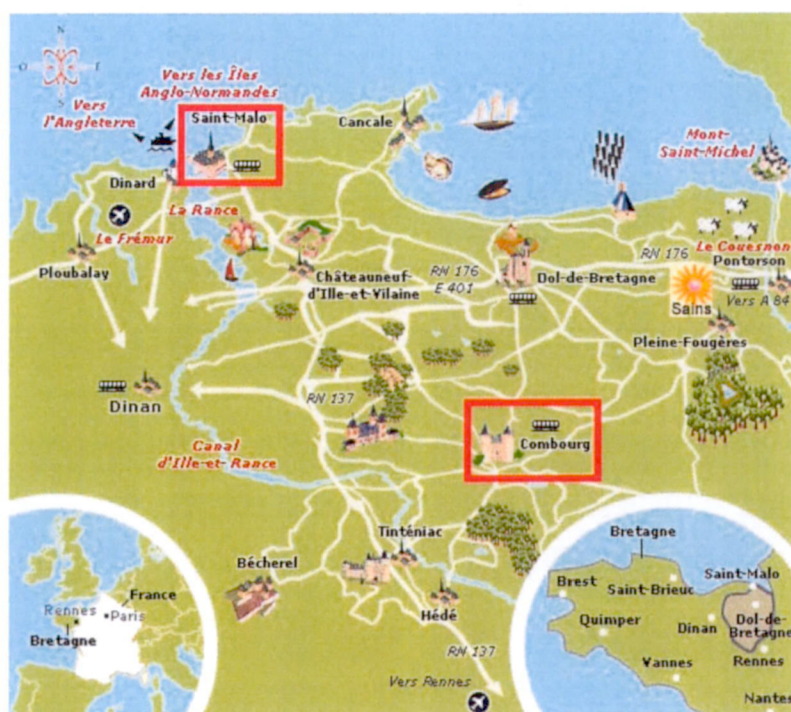 N
O
E
S
Vers les Îles
Anglo-Normandes
Vers
l'Angleterre
Saint-Malo
Cancale
Mont-
Saint-Michel
Dinard
La Rance
Le Frémur
Ploubalay
Châteauneuf
d'Ille-et-Vilaine
RN 176
E 401
Dol-de-Bretagne
RN 176
Le Couesnon
Pontorson
Sains
Vers A 84
Pleine-Fougères
Dinan
RN 137
Canal
d'Ille-et-Rance
Combourg
Tinténiac
Bécherel
Hédé
RN 137
Vers Rennes
France
Rennes
Paris
Bretagne
Bretagne
Saint-Malo
Brest
Saint-Brieuc
Quimper
Dinan
Dol-de-
Bretagne
Vannes
Rennes
Nantes